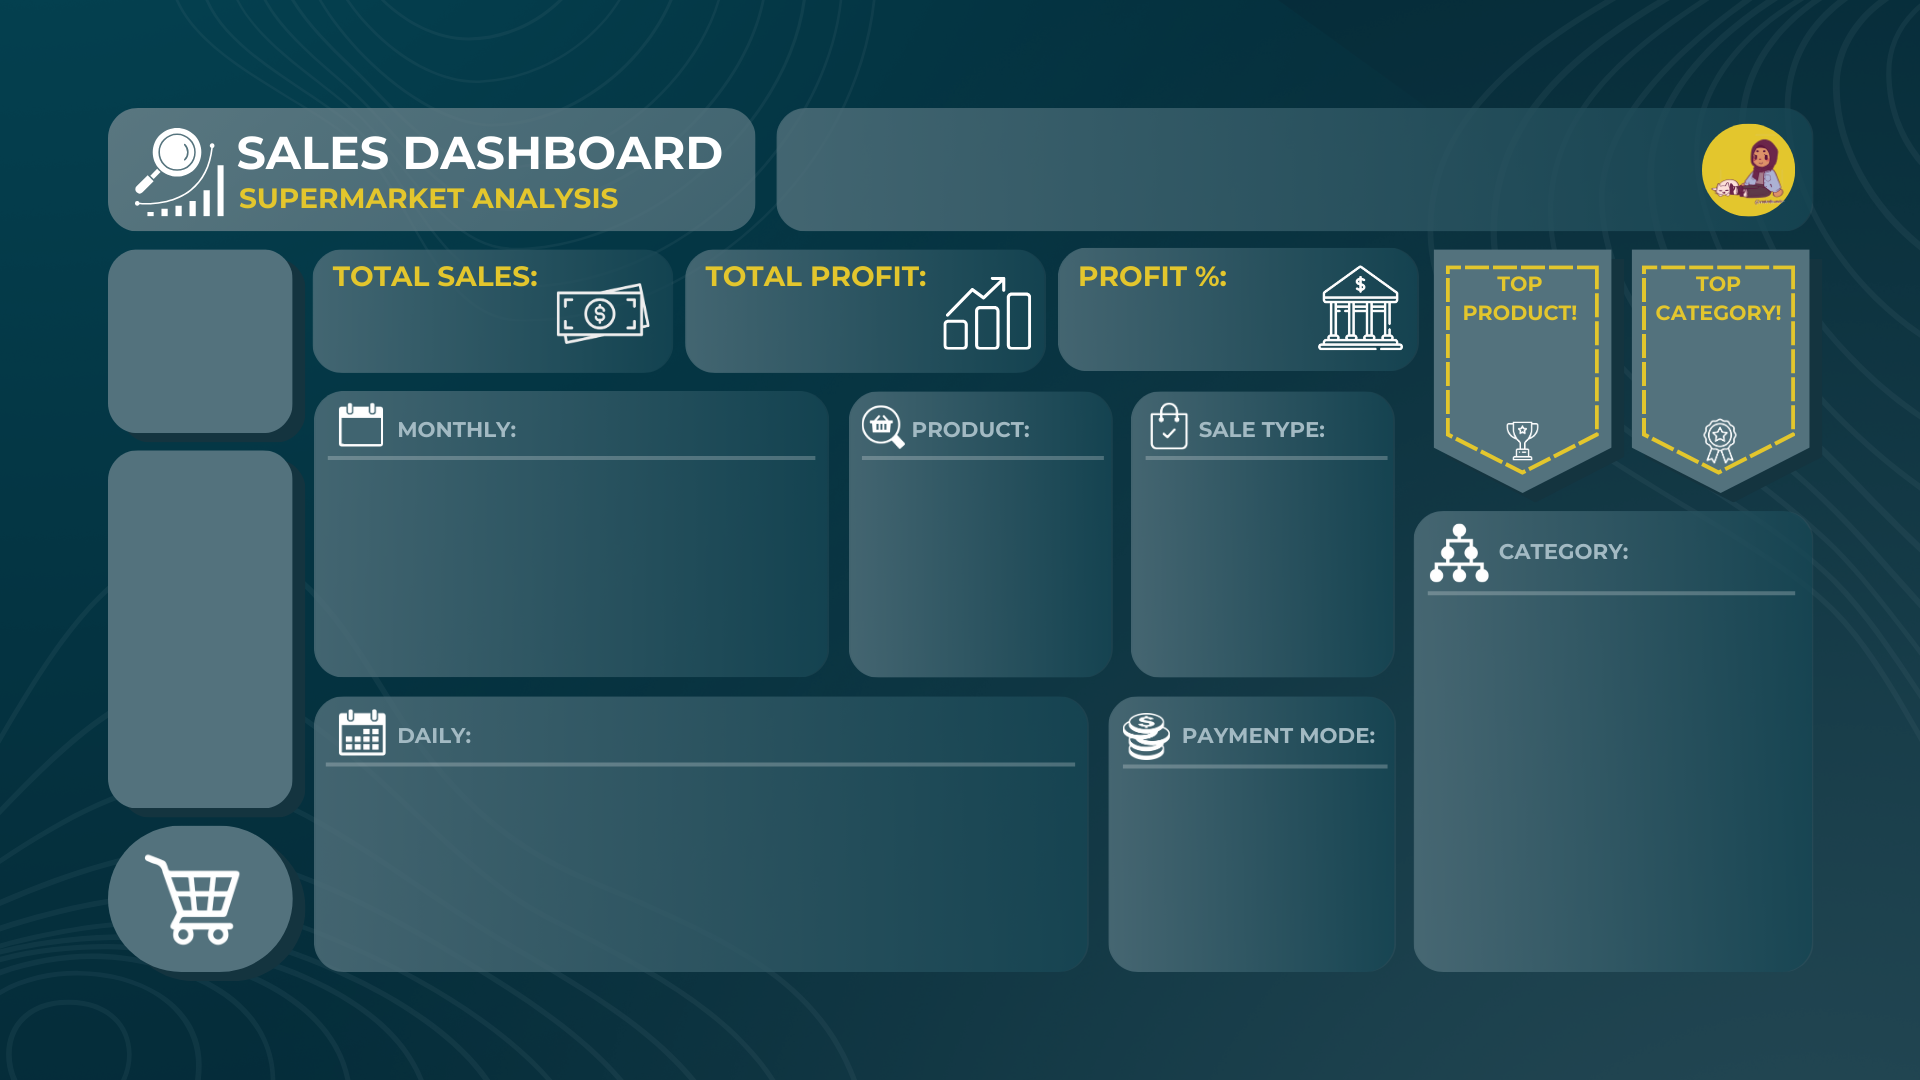 SALES DASHBOARD
SUPERMARKET ANALYSIS
TOTAL SALES:
TOTAL PROFIT:
PROFIT %:
TOP
PRODUCT!
TOP
CATEGORY!
MONTHLY:
PRODUCT:
SALE TYPE:
CATEGORY:
DAILY:
PAYMENT MODE: